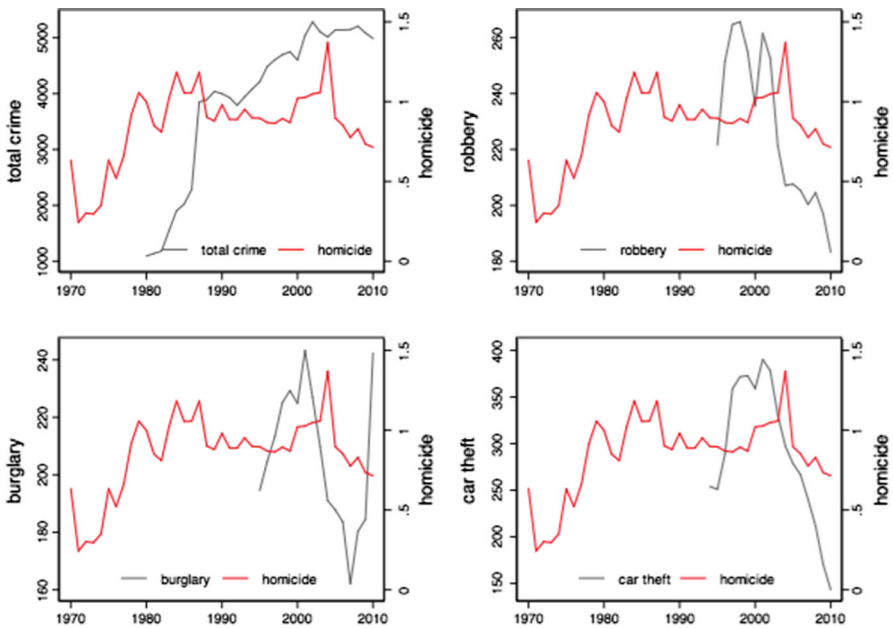 total crime
5000
4000
3000
2000
1000
1.5
1
.5
0
homicide
total crime homicide
1970 1980 1990 2000 2010
robbery
260
240
220
200
180
1.5
1
.5
0
homicide
robbery homicide
1970 1980 1990 2000 2010
burglary
240
220
200
180
160
1.5
1
.5
0
homicide
burglary homicide
1970 1980 1990 2000 2010
car theft
400
350
300
250
200
150
1.5
1
.5
0
homicide
car theft homicide
1970 1980 1990 2000 2010